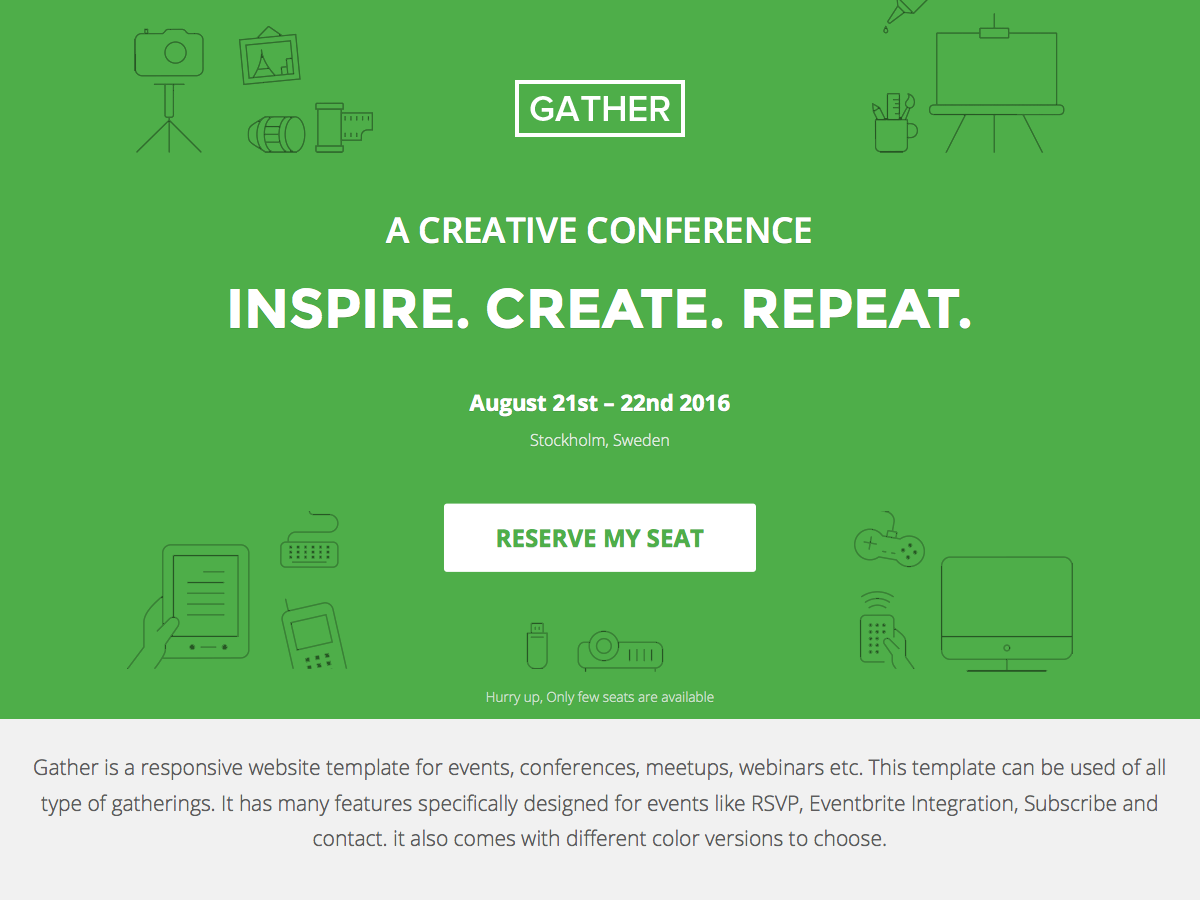 GATHER
A CREATIVE CONFERENCE
INSPIRE. CREATE. REPEAT.
August 21st – 22nd 2016
Stockholm, Sweden
RESERVE MY SEAT
Hurry up, Only few seats are available
Gather is a responsive website template for events, conferences, meetups, webinars etc. This template can be used of all
type of gatherings. It has many features specifically designed for events like RSVP, Eventbrite Integration, Subscribe and
contact. it also comes with different color versions to choose.